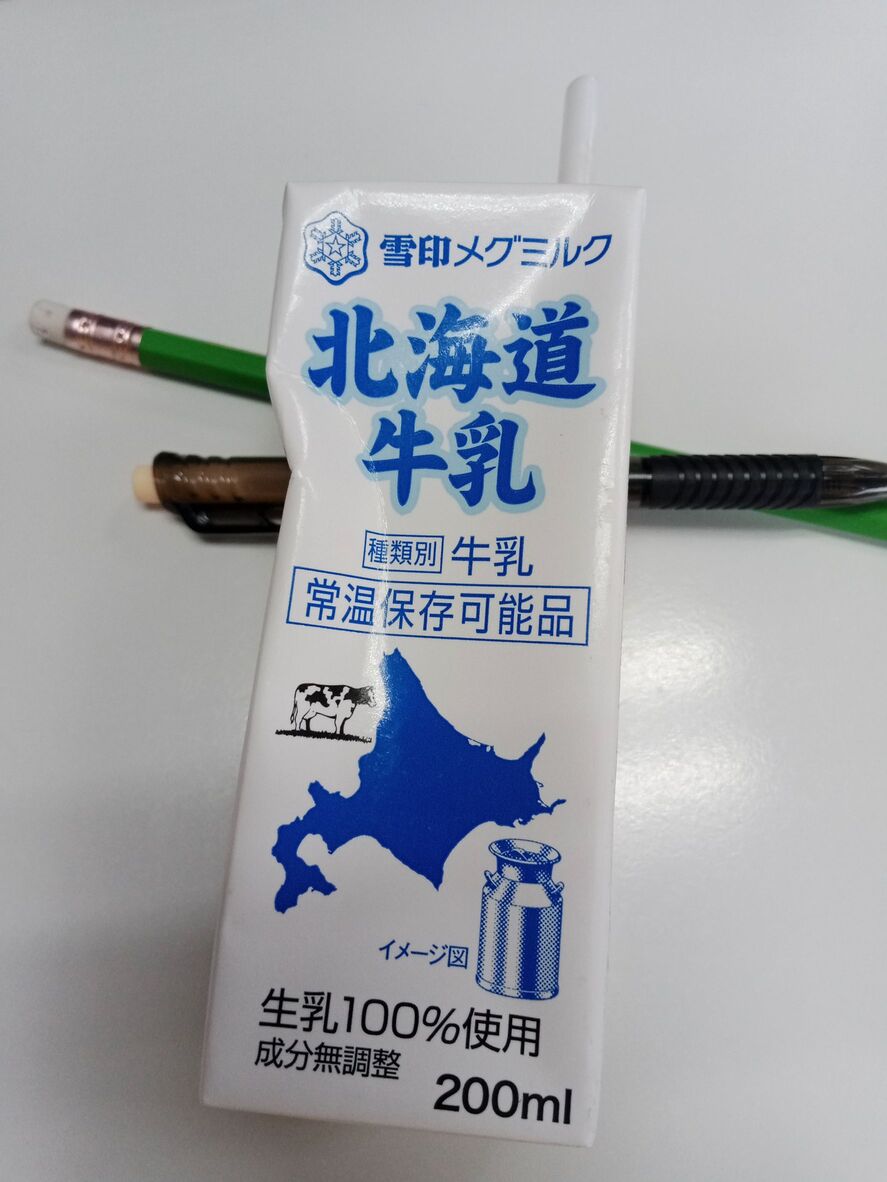 雪印メグミルク
北海道
牛乳
種類別 牛乳
常温保存可能品
イメージ図
生乳100%使用
成分無調整
200ml